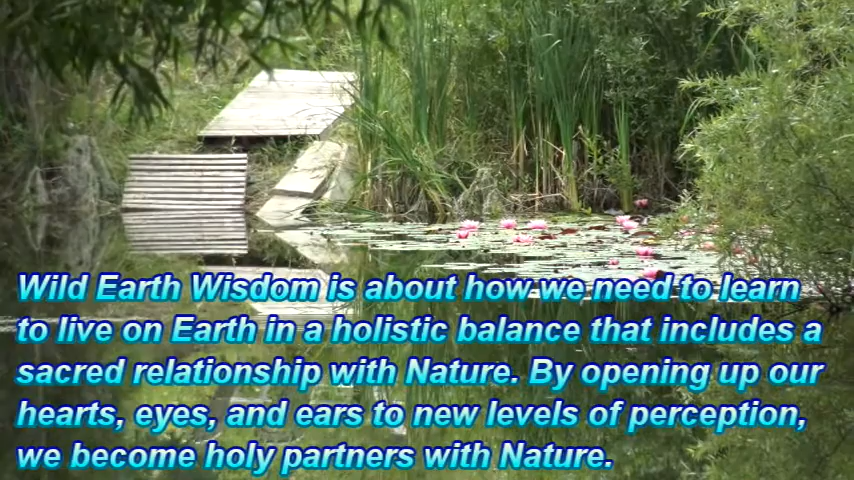 Wild Earth Wisdom is about how we need to learn
to live on Earth in a holistic balance that includes a
sacred relationship with Nature. By opening up our
hearts, eyes, and ears to new levels of perception,
we become holy partners with Nature.